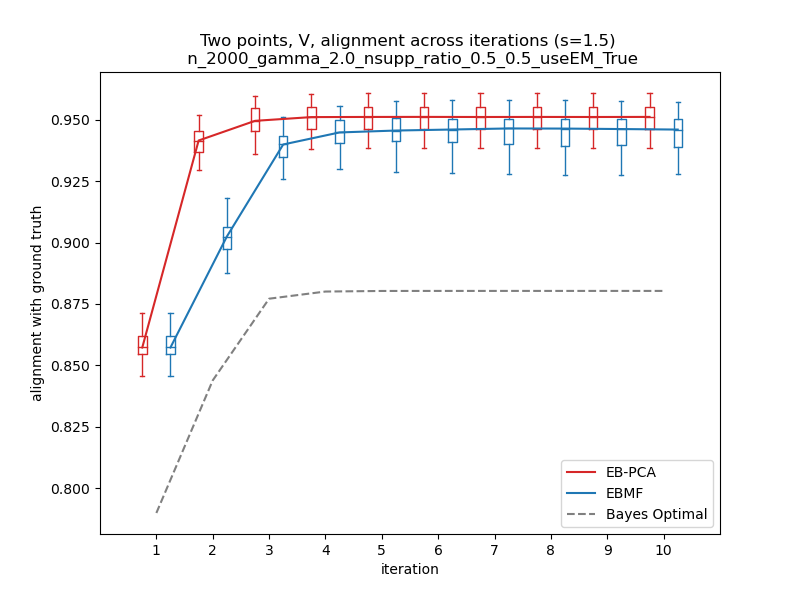 Two points, V, alignment across iterations (s=1.5)
n_2000_gamma_2.0_nsupp_ratio_0.5_0.5_useEM_True
alignment with ground truth
0.950
0.925
0.900
0.875
0.850
0.825
0.800
EB-PCA
EBMF
Bayes Optimal
1 2 3 4 5 6 7 8 9 10
iteration